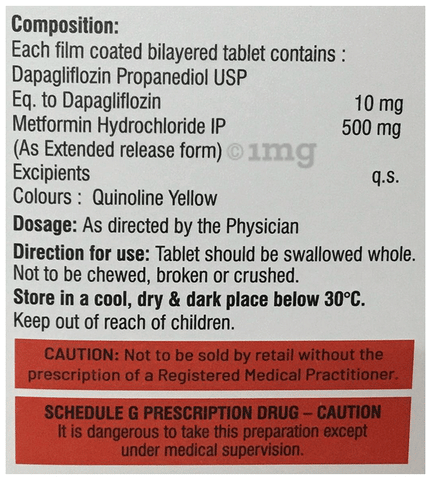 Composition:
Each film coated bilayered tablet contains :
Dapagliflozin Propanediol USP
Eq. to Dapagliflozin 10 mg
Metformin Hydrochloride IP 500 mg
(As Extended release form) © 1mg
Excipients q.s.
Colours : Quinoline Yellow
Dosage: As directed by the Physician
Direction for use: Tablet should be swallowed whole.
Not to be chewed, broken or crushed.
Store in a cool, dry & dark place below 30°C.
Keep out of reach of children.
CAUTION: Not to be sold by retail without the
prescription of a Registered Medical Practitioner.
SCHEDULE G PRESCRIPTION DRUG – CAUTION
It is dangerous to take this preparation except
under medical supervision.